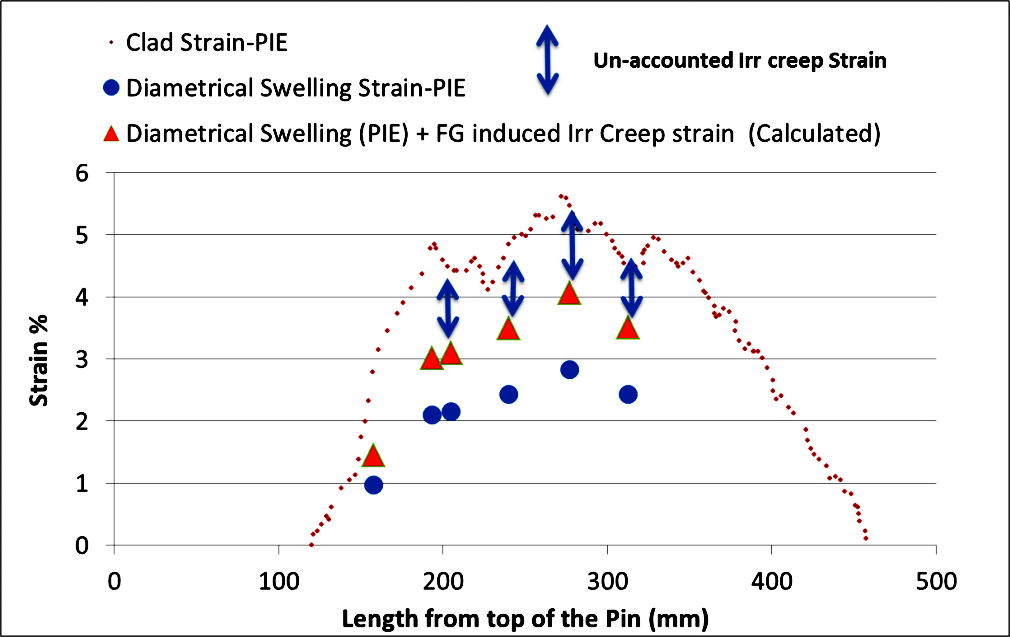 Clad Strain-PIE
Un-accounted Irr creep Strain
Diametrical Swelling Strain-PIE
Diametrical Swelling (PIE) + FG induced Irr Creep strain (Calculated)
6
5
4
3
2
1
0
Strain %
0 100 200 300 400 500
Length from top of the Pin (mm)